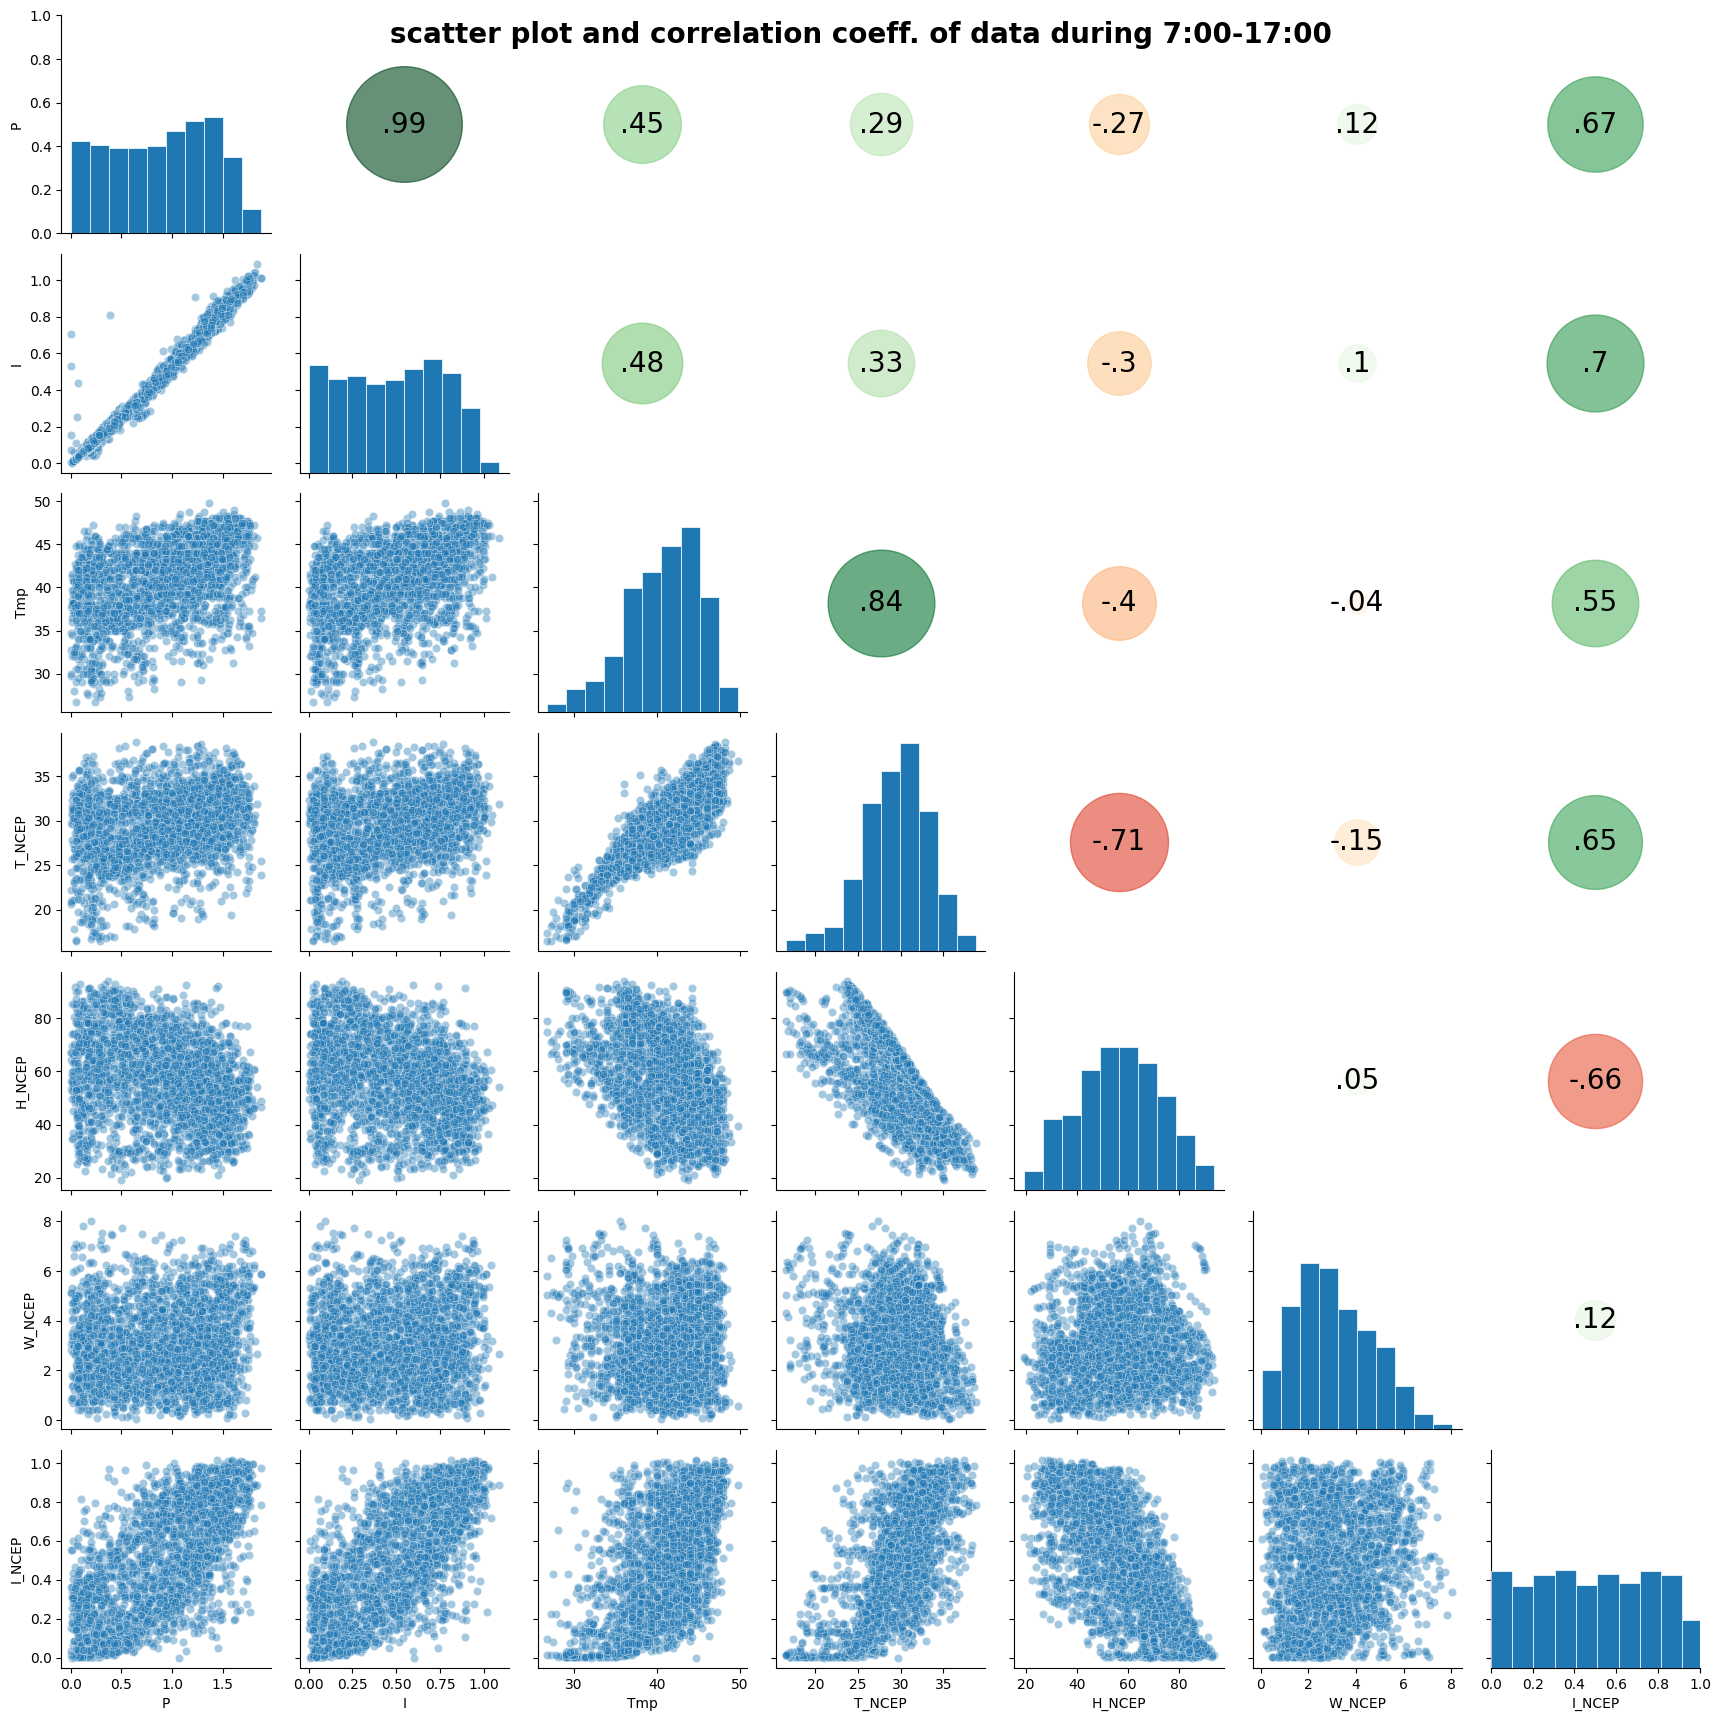 scatter plot and correlation coeff. of data during 7:00-17:00
1.0
0.8
0.6
0.4
0.2
0.0
P
.99
.45
.29
-.27
.12
.67
1.0
0.8
0.6
0.4
0.2
0.0
I
.48
.33
-.3
.1
.7
50
45
40
35
30
Tmp
.84
-.4
-.04
.55
35
30
25
20
T_NCEP
-.71
-.15
.65
80
60
40
20
H_NCEP
.05
-.66
8
6
4
2
0
W_NCEP
.12
1.0
0.8
0.6
0.4
0.2
0.0
I_NCEP
0.0 0.5 1.0 1.5
P
0.00 0.25 0.50 0.75 1.00
I
30 40 50
Tmp
20 25 30 35
T_NCEP
20 40 60 80
H_NCEP
0 2 4 6 8
W_NCEP
0.0 0.2 0.4 0.6 0.8 1.0
I_NCEP